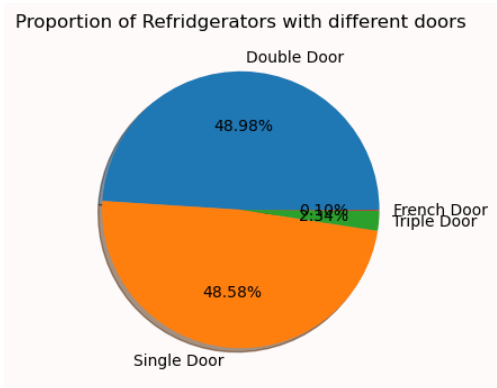 Proportion of Refridgerators with different doors
Double Door
48.98%
0.10%
French Door
2.34%
Triple Door
48.58%
Single Door